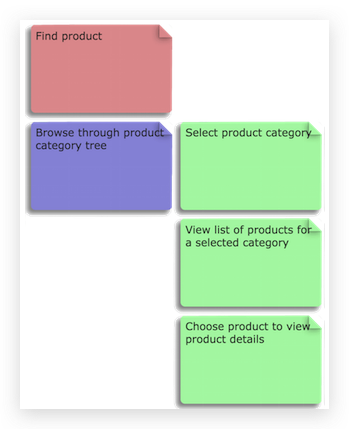 Find product
Browse through product
category tree
Select product category
View list of products for
a selected category
Choose product to view
product details